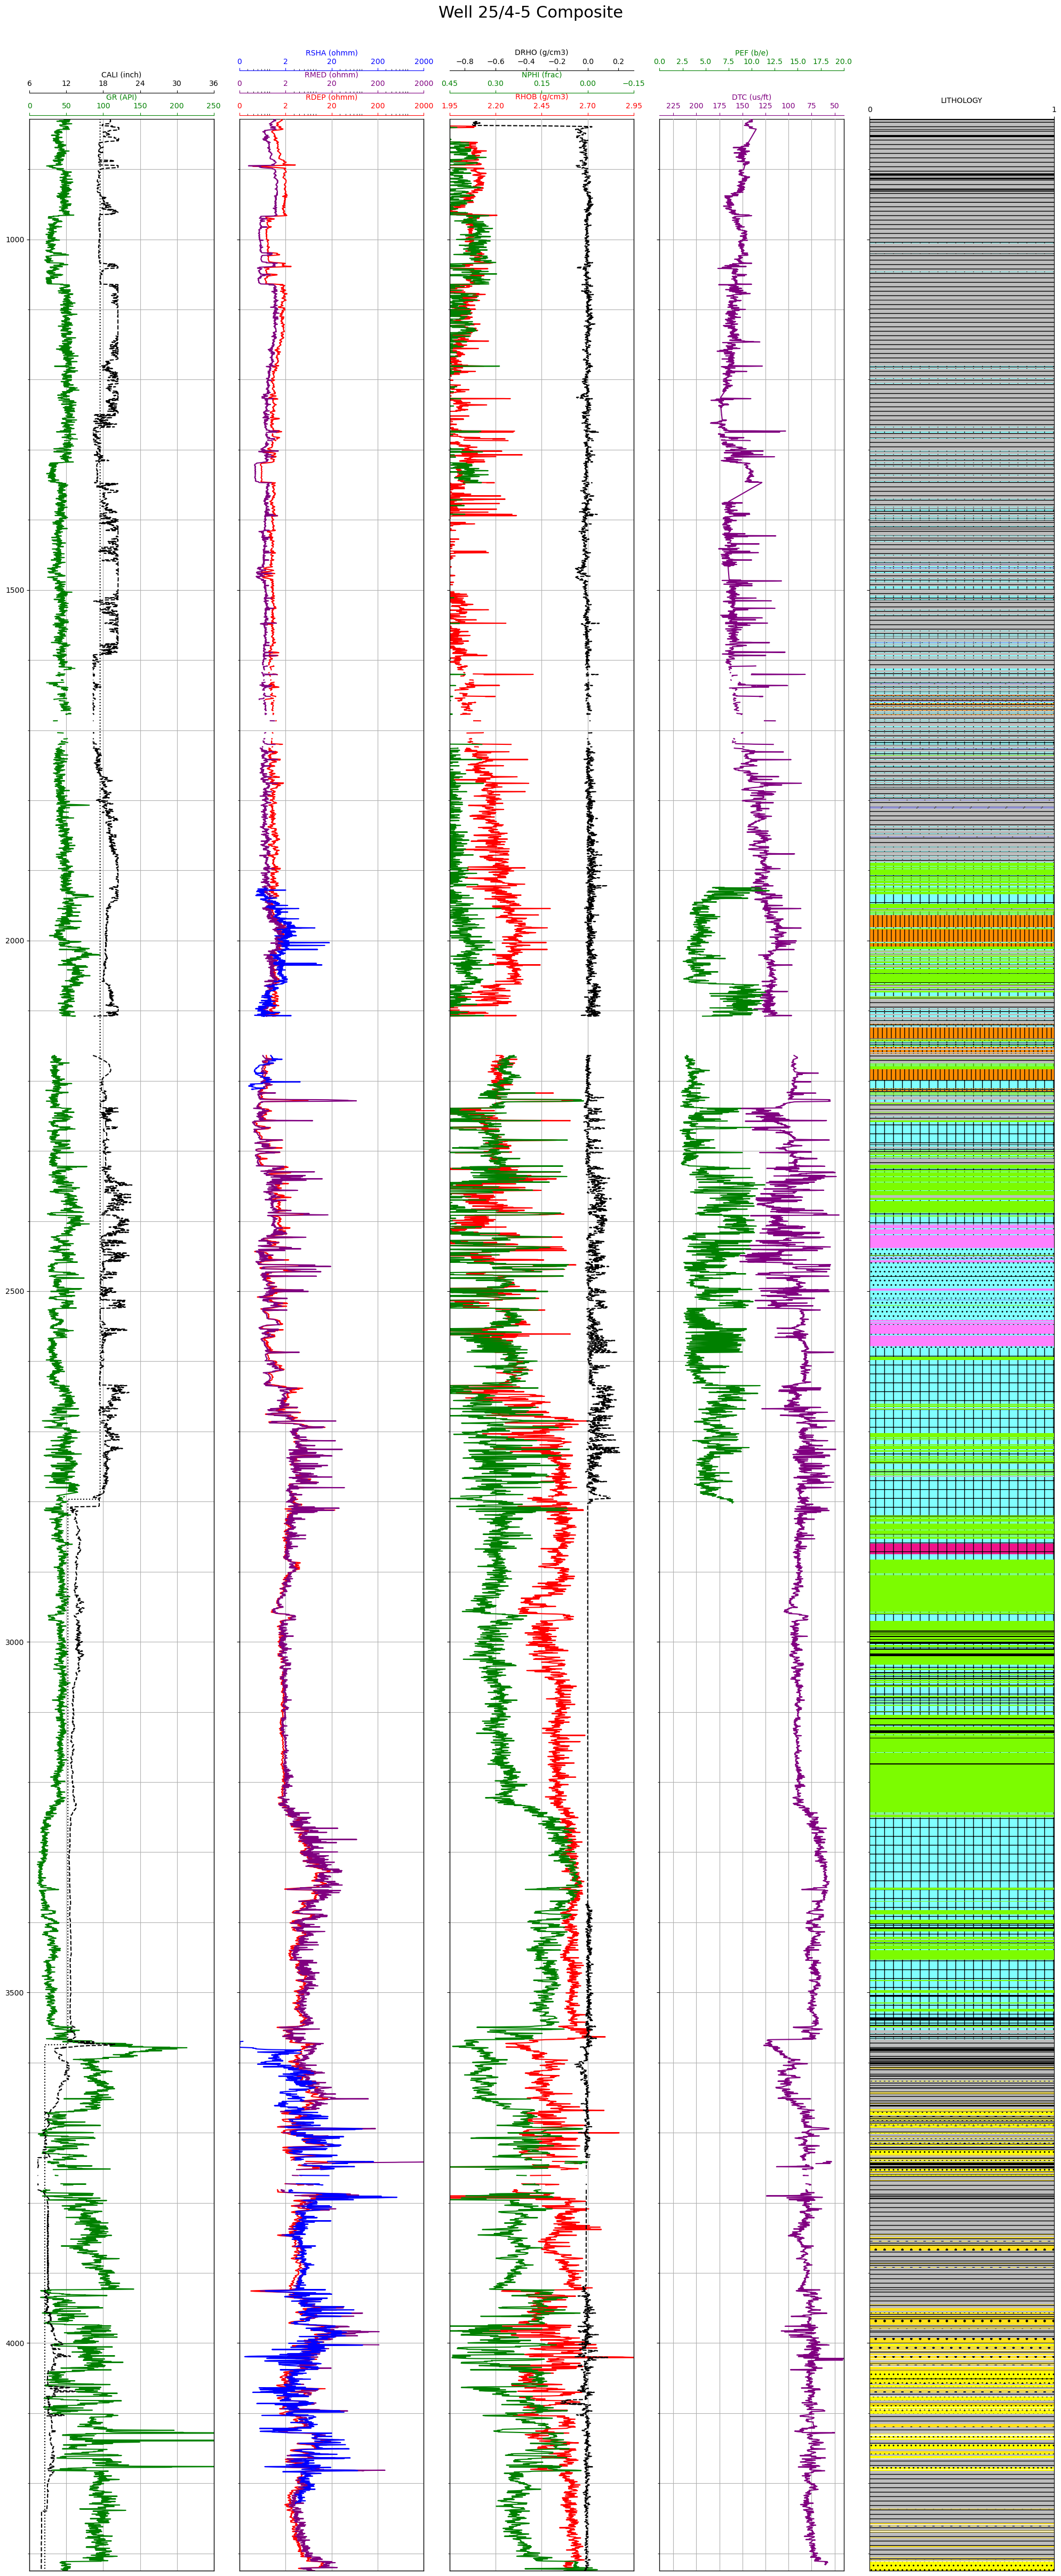 Well 25/4-5 Composite
RSHA (ohmm) DRHO (g/cm3) PEF (b/e)
0 2 20 200 2000 −0.8 −0.6 −0.4 −0.2 0.0 0.2 0.0 2.5 5.0 7.5 10.0 12.5 15.0 17.5 20.0
CALI (inch) RMED (ohmm) NPHI (frac)
6 12 18 24 30 36 0 2 20 200 2000 0.45 0.30 0.15 0.00 −0.15
GR (API) RDEP (ohmm) RHOB (g/cm3) DTC (us/ft) LITHOLOGY
0 50 100 150 200 250 0 2 20 200 2000 1.95 2.20 2.45 2.70 2.95 225 200 175 150 125 100 75 50 0 1
1000
1500
2000
2500
3000
3500
4000